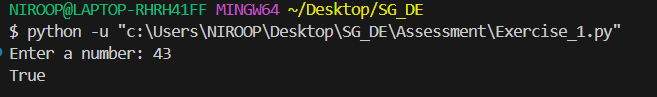 NIROOP@LAPTOP-RHRH41FF MINGW64 ~/Desktop/SG_DE
$ python -u "c:\Users\NIROOP\Desktop\SG_DE\Assessment\Exercise_1.py"
Enter a number: 43
True